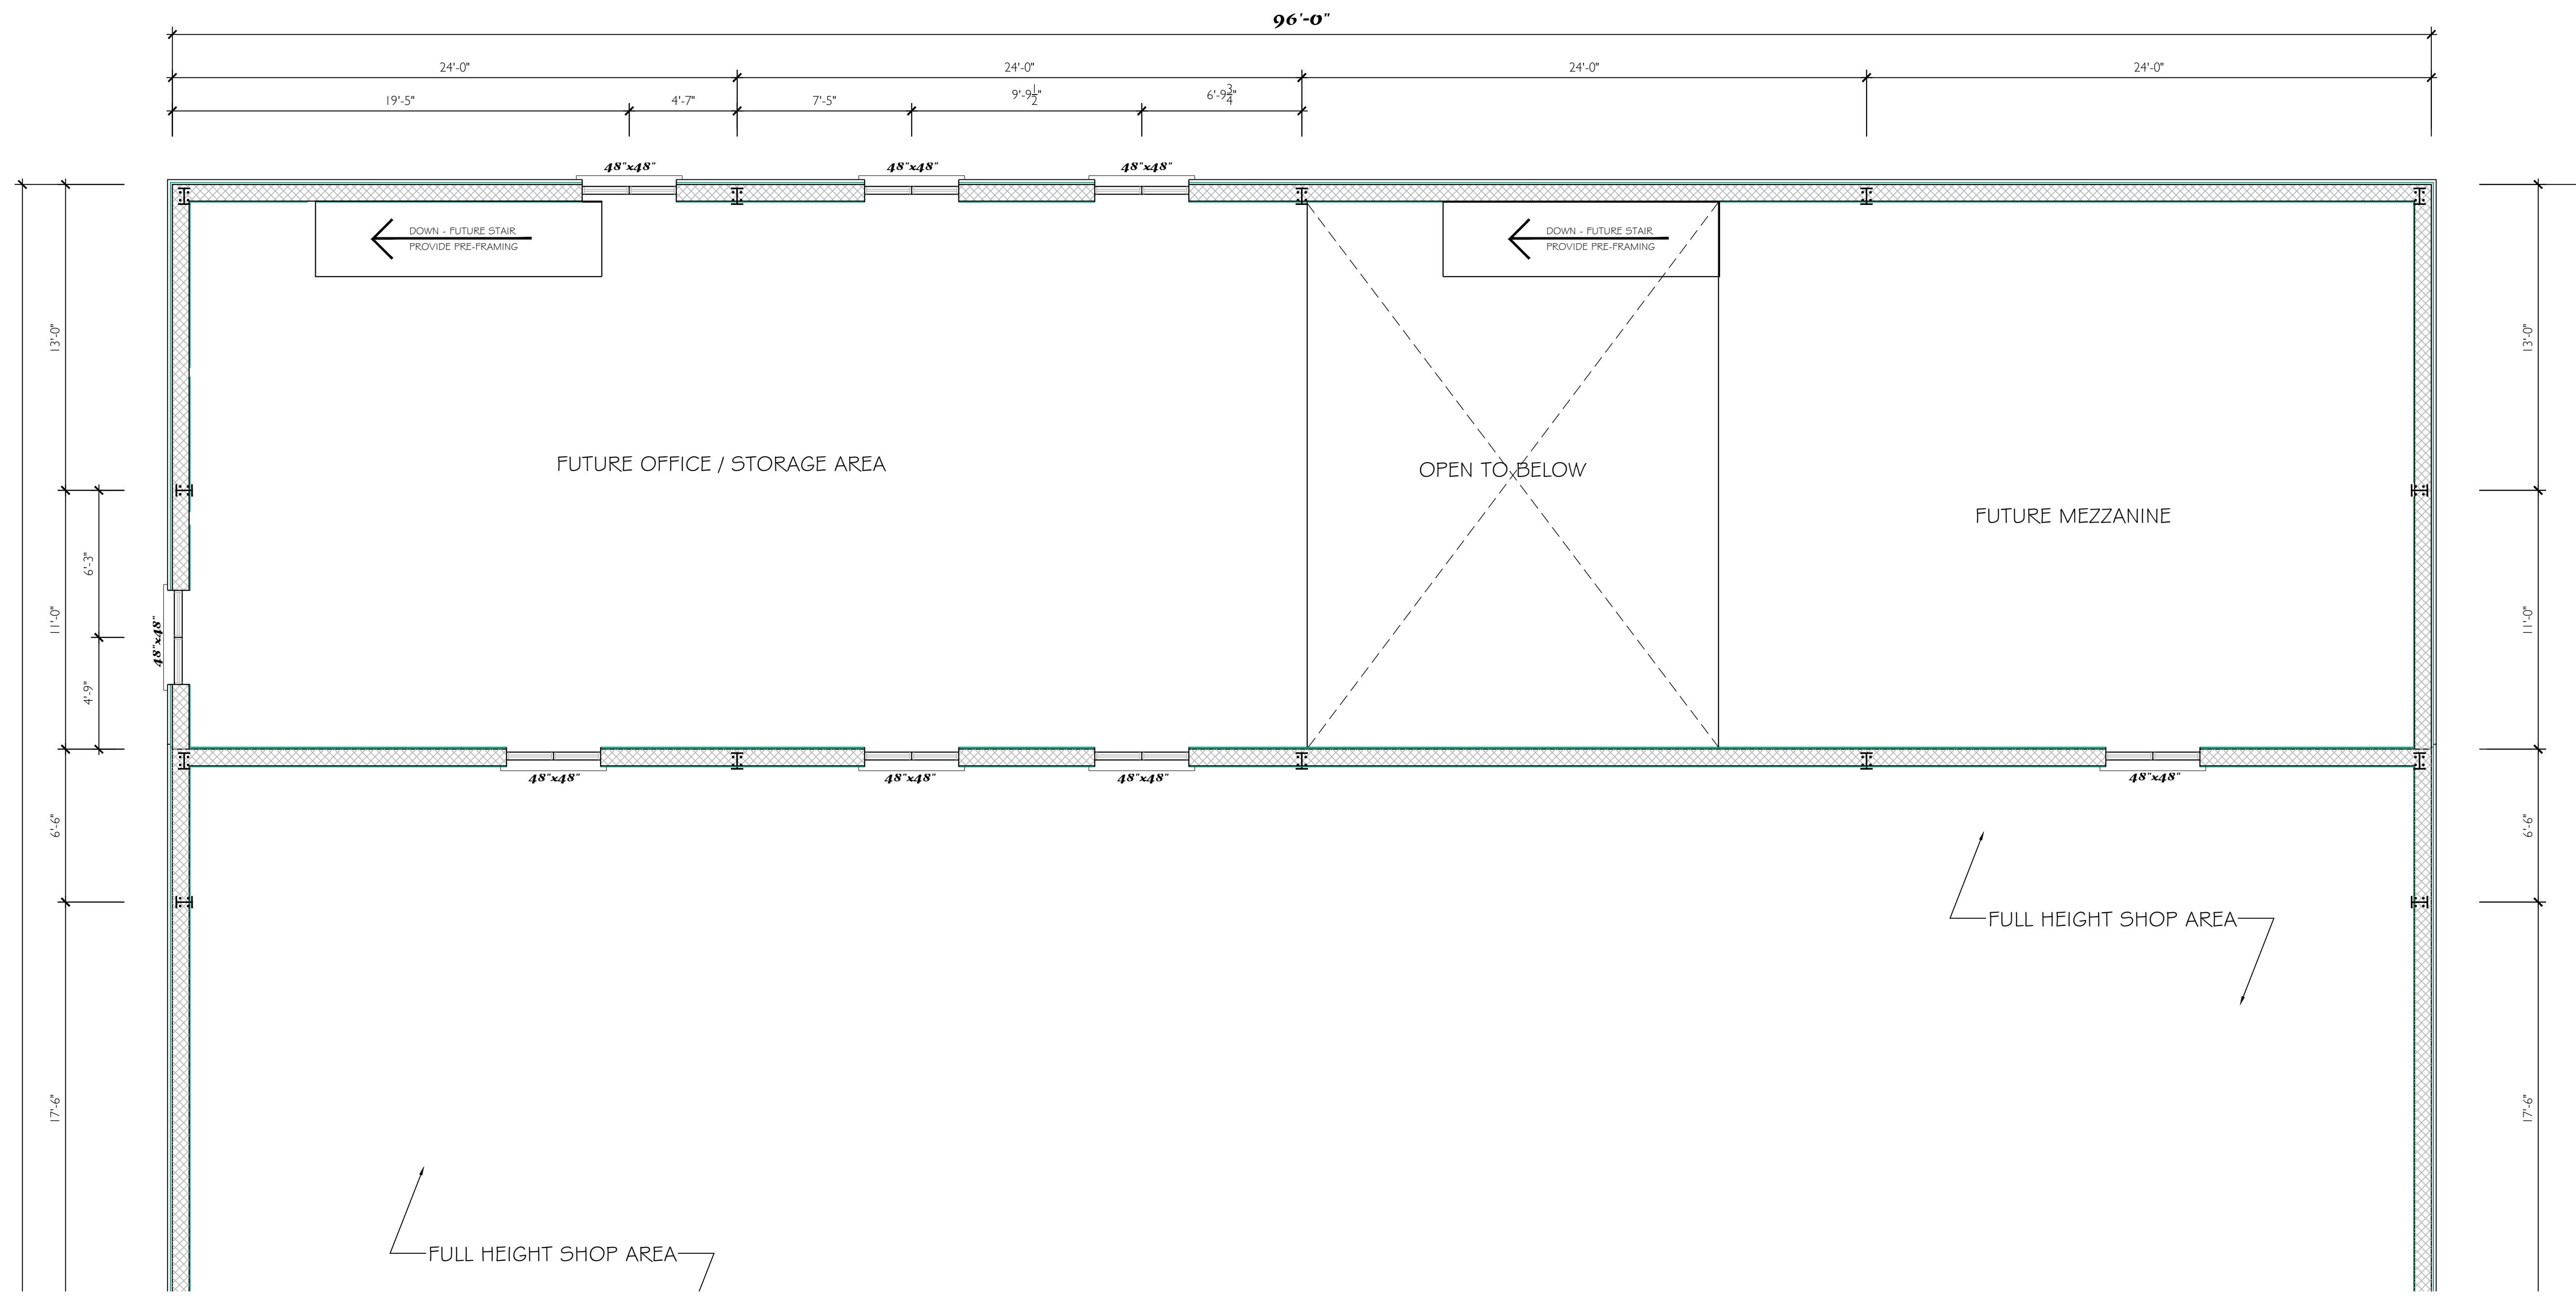 96'-0"
24'-0" 24'-0" 24'-0" 24'-0"
19'-5" 4'-7" 7'-5" 9'-9 1/2" 6'-9 3/4"
48"x48" 48"x48" 48"x48"
DOWN - FUTURE STAIR
PROVIDE PRE-FRAMING
DOWN - FUTURE STAIR
PROVIDE PRE-FRAMING
13'-0"
13'-0"
FUTURE OFFICE / STORAGE AREA
OPEN TO BELOW
FUTURE MEZZANINE
6'-3"
11'-0"
11'-0"
48"x48"
4'-9"
48"x48" 48"x48" 48"x48" 48"x48"
6'-6"
6'-6"
FULL HEIGHT SHOP AREA
17'-6"
17'-6"
FULL HEIGHT SHOP AREA